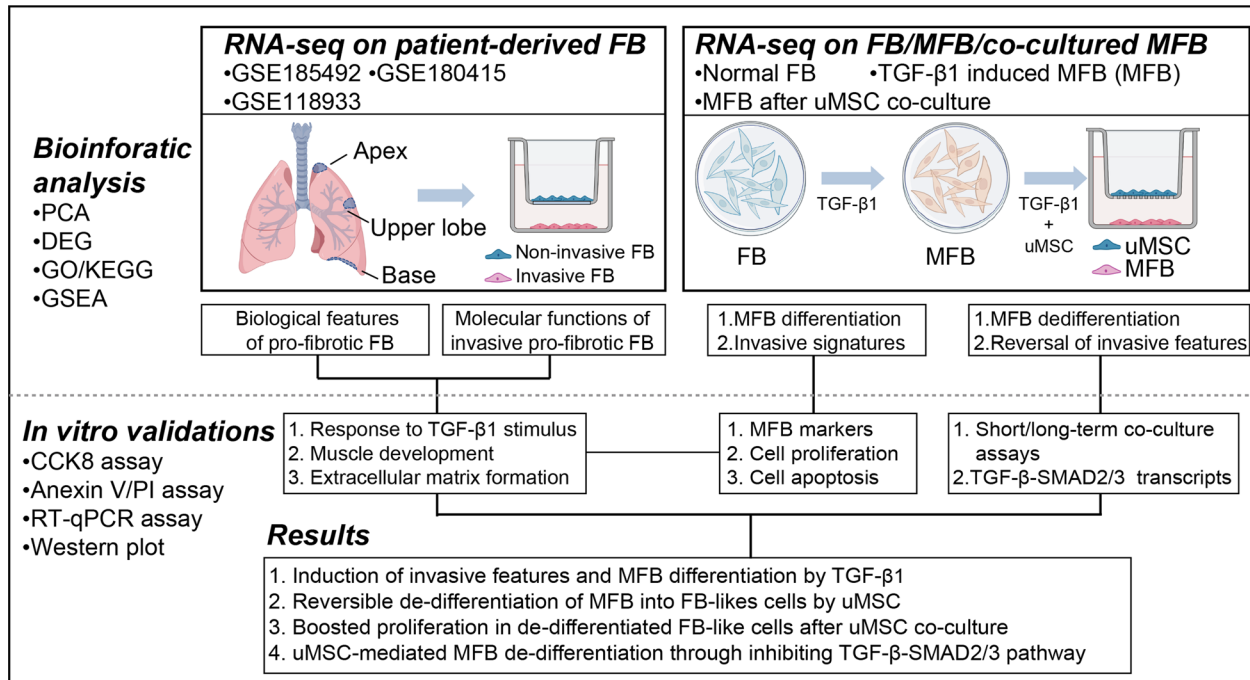 RNA-seq on patient-derived FB
•GSE185492 •GSE180415
•GSE118933
Apex
Upper lobe
Base
Non-invasive FB
Invasive FB
RNA-seq on FB/MFB/co-cultured MFB
•Normal FB •TGF-β1 induced MFB (MFB)
•MFB after uMSC co-culture
FB
TGF-β1
MFB
TGF-β1
+
uMSC
uMSC
MFB
Bioinforatic
analysis
•PCA
•DEG
•GO/KEGG
•GSEA
Biological features
of pro-fibrotic FB
Molecular functions of
invasive pro-fibrotic FB
1.MFB differentiation
2.Invasive signatures
1.MFB dedifferentiation
2.Reversal of invasive features
In vitro validations
•CCK8 assay
•Anexin V/PI assay
•RT-qPCR assay
•Western plot
1. Response to TGF-β1 stimulus
2. Muscle development
3. Extracellular matrix formation
1. MFB markers
2. Cell proliferation
3. Cell apoptosis
1. Short/long-term co-culture
assays
2.TGF-β-SMAD2/3 transcripts
Results
1. Induction of invasive features and MFB differentiation by TGF-β1
2. Reversible de-differentiation of MFB into FB-likes cells by uMSC
3. Boosted proliferation in de-differentiated FB-like cells after uMSC co-culture
4. uMSC-mediated MFB de-differentiation through inhibiting TGF-β-SMAD2/3 pathway